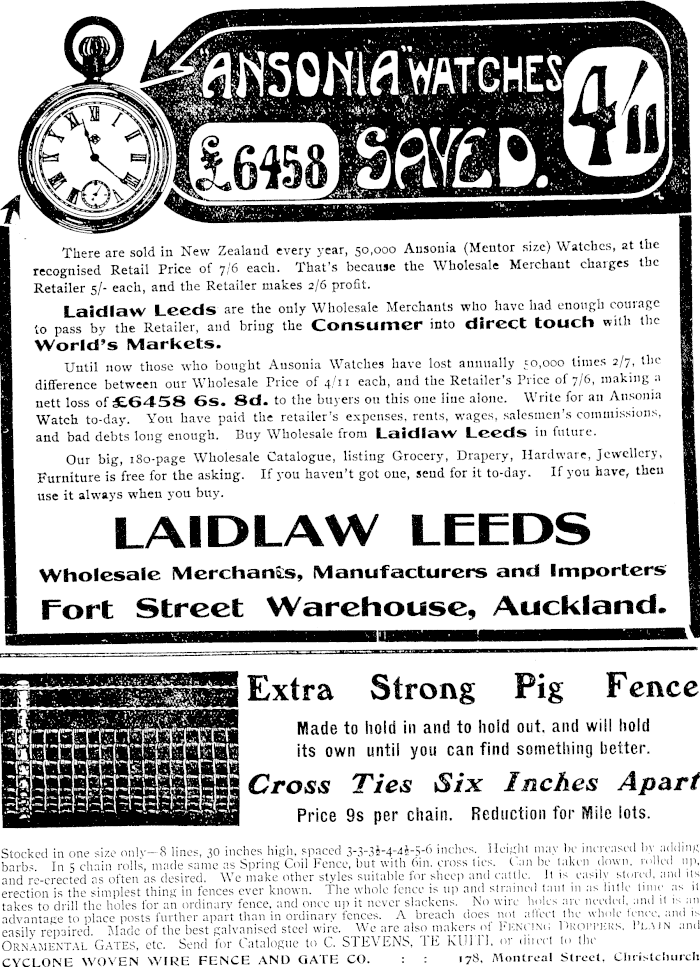 "ANSONIA" WATCHES
4/11
£6458 SAVED.
There are sold in New Zealand every year, 50,000 Ansonia (Mentor size) Watches, at the
recognised Retail Price of 7/6 each. That's because the Wholesale Merchant charges the
Retailer 5/- each, and the Retailer makes 2/6 profit.
Laidlaw Leeds are the only Wholesale Merchants who have had enough courage
to pass by the Retailer, and bring the Consumer into direct touch with the
World's Markets.
Until now those who bought Ansonia Watches have lost annually 50,000 times 2/7, the
difference between our Wholesale Price of 4/11 each, and the Retailer's Price of 7/6, making a
nett loss of £6458 6s. 8d. to the buyers on this one line alone. Write for an Ansonia
Watch to-day. You have paid the retailer's expenses, rents, wages, salesmen's commissions,
and bad debts long enough. Buy Wholesale from Laidlaw Leeds in future.
Our big, 180-page Wholesale Catalogue, listing Grocery, Drapery, Hardware, Jewellery,
Furniture is free for the asking. If you haven't got one, send for it to-day. If you have, then
use it always when you buy.
LAIDLAW LEEDS
Wholesale Merchants, Manufacturers and Importers
Fort Street Warehouse, Auckland.
Extra Strong Pig Fence
Made to hold in and to hold out, and will hold
its own until you can find something better.
Cross Ties Six Inches Apart
Price 9s per chain. Reduction for Mile lots.
Stocked in one size only—8 lines, 30 inches high, spaced 3-3-3½-4-4½-5-6 inches. Height may be increased by adding
barbs. In 5 chain rolls, made same as Spring Coil Fence, but with 6in. cross ties. Can be taken down, rolled up,
and re-erected as often as desired. We make other styles suitable for sheep and cattle. It is easily stored, and its
erection is the simplest thing in fences ever known. The whole fence is up and strained taut in as little time as it
takes to drill the holes for an ordinary fence, and once up it never slackens. No wire holes are needed, and it is an
advantage to place posts further apart than in ordinary fences. A breach does not affect the whole fence, and is
easily repaired. Made of the best galvanised steel wire. We are also makers of FENCING DROPPERS, PLAIN and
ORNAMENTAL GATES, etc. Send for Catalogue to C. STEVENS, TE KUITI, or direct to the
CYCLONE WOVEN WIRE FENCE AND GATE CO. : : 178, Montreal Street, Christchurch